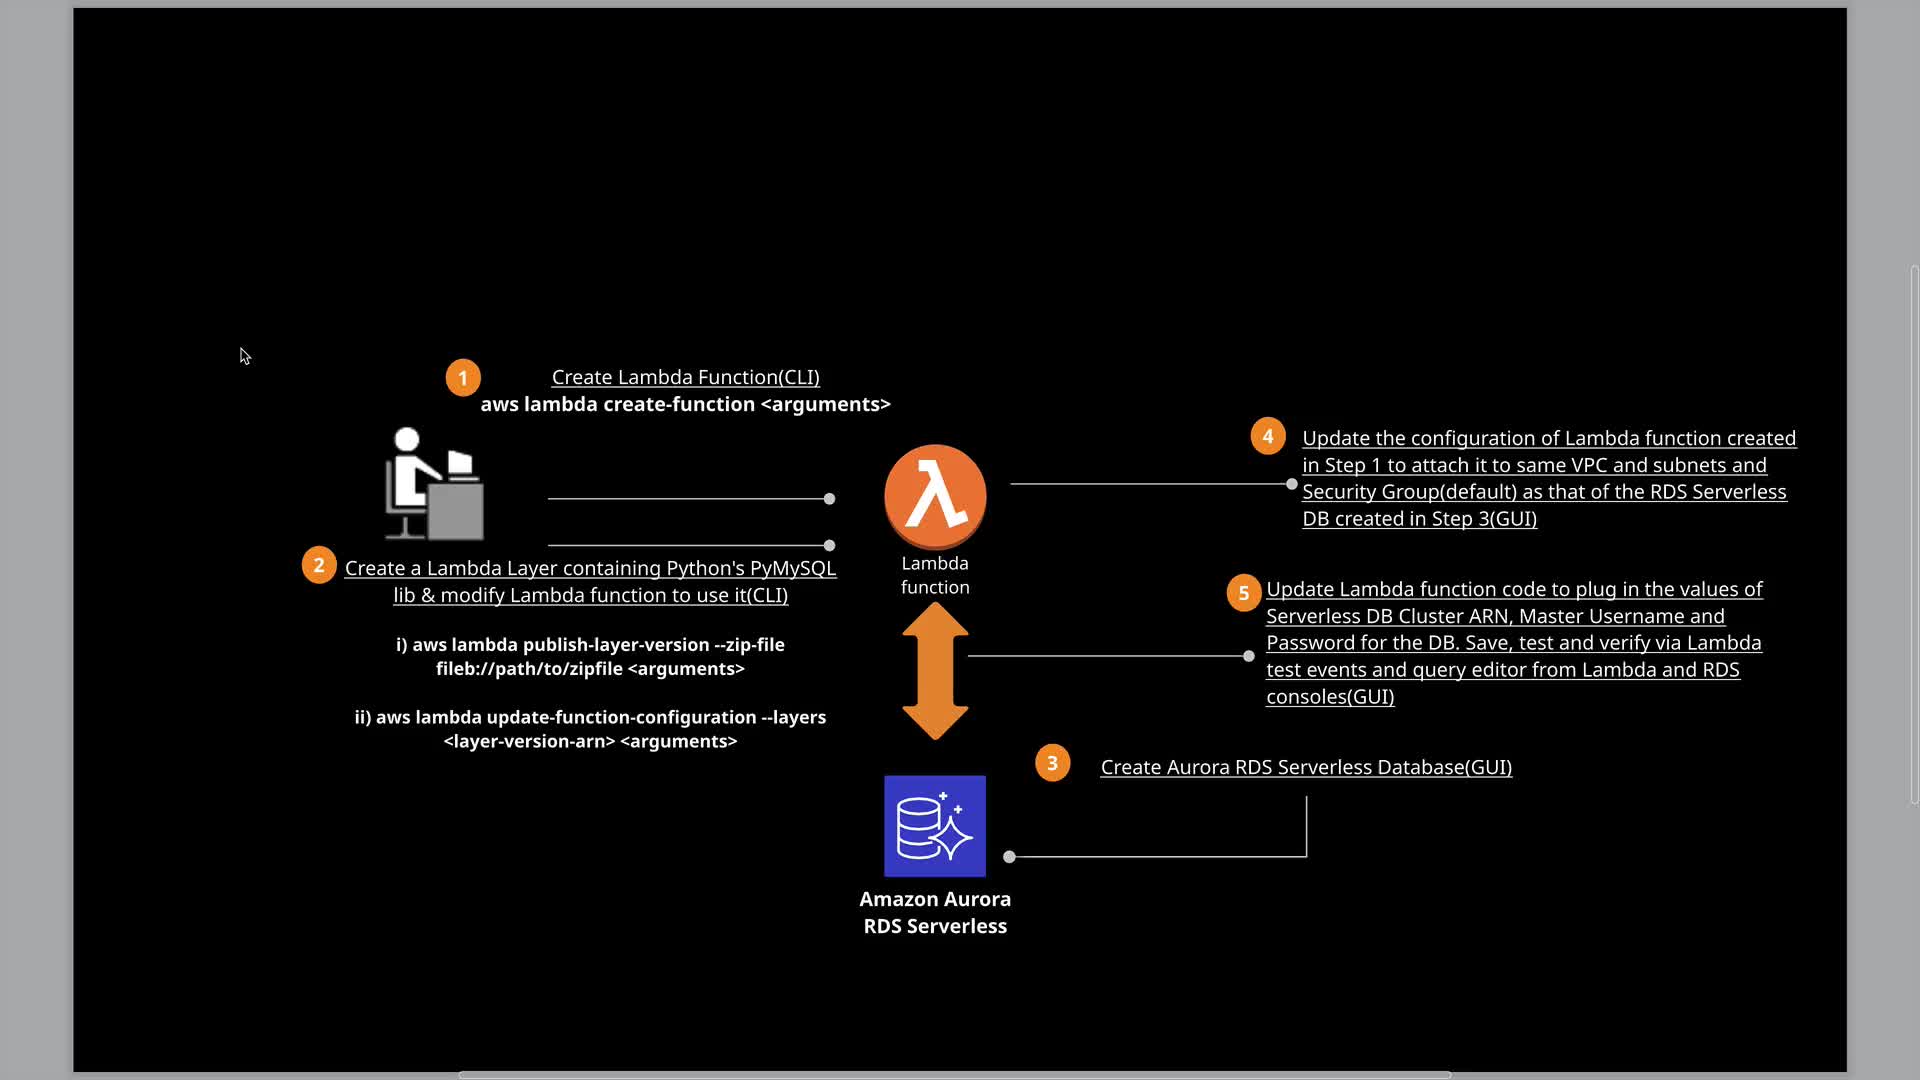 1
Create Lambda Function(CLI)
aws lambda create-function <arguments>
2
Create a Lambda Layer containing Python's PyMySQL
lib & modify Lambda function to use it(CLI)
i) aws lambda publish-layer-version --zip-file
fileb://path/to/zipfile <arguments>
ii) aws lambda update-function-configuration --layers
<layer-version-arn> <arguments>
Lambda
function
4
Update the configuration of Lambda function created
in Step 1 to attach it to same VPC and subnets and
Security Group(default) as that of the RDS Serverless
DB created in Step 3(GUI)
5
Update Lambda function code to plug in the values of
Serverless DB Cluster ARN, Master Username and
Password for the DB. Save, test and verify via Lambda
test events and query editor from Lambda and RDS
consoles(GUI)
3
Create Aurora RDS Serverless Database(GUI)
Amazon Aurora
RDS Serverless